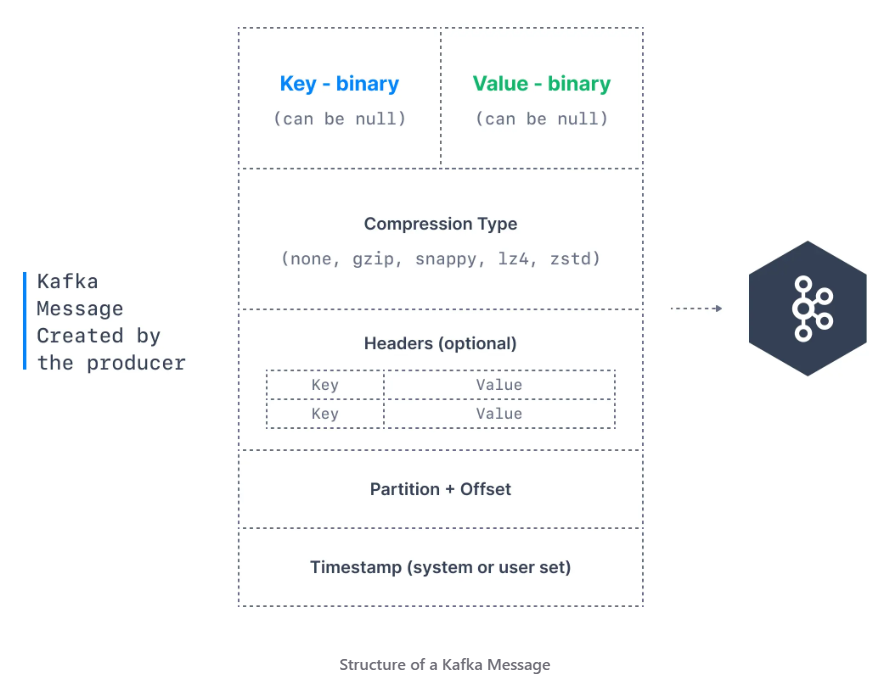 Key - binary
Value - binary
(can be null)
(can be null)
Compression Type
(none, gzip, snappy, lz4, zstd)
Kafka
Message
Created by
the producer
Headers (optional)
Key
Value
Key
Value
Partition + Offset
Timestamp (system or user set)
Structure of a Kafka Message